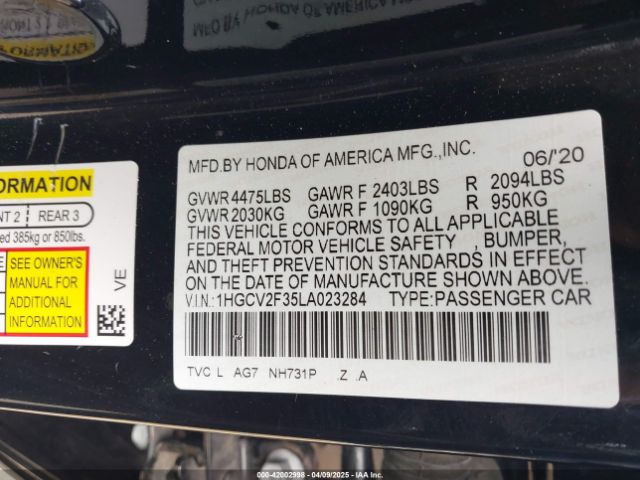 MFD.BY HONDA OF AMERICA MFG.,INC. 06/'20
GVWR 4475LBS GAWR F 2403LBS R 2094LBS
GVWR 2030KG GAWR F 1090KG R 950KG
THIS VEHICLE CONFORMS TO ALL APPLICABLE
FEDERAL MOTOR VEHICLE SAFETY , BUMPER,
AND THEFT PREVENTION STANDARDS IN EFFECT
ON THE DATE OF MANUFACTURE SHOWN ABOVE.
V.I.N.: 1HGCV2F35LA023284 TYPE:PASSENGER CAR
TVC L AG7 NH731P .Z .A
2 REAR 3
385kg or 850lbs.
SEE OWNER'S
MANUAL FOR
ADDITIONAL
INFORMATION
VE
000-42002998 | 04/09/2025 | IAA Inc.